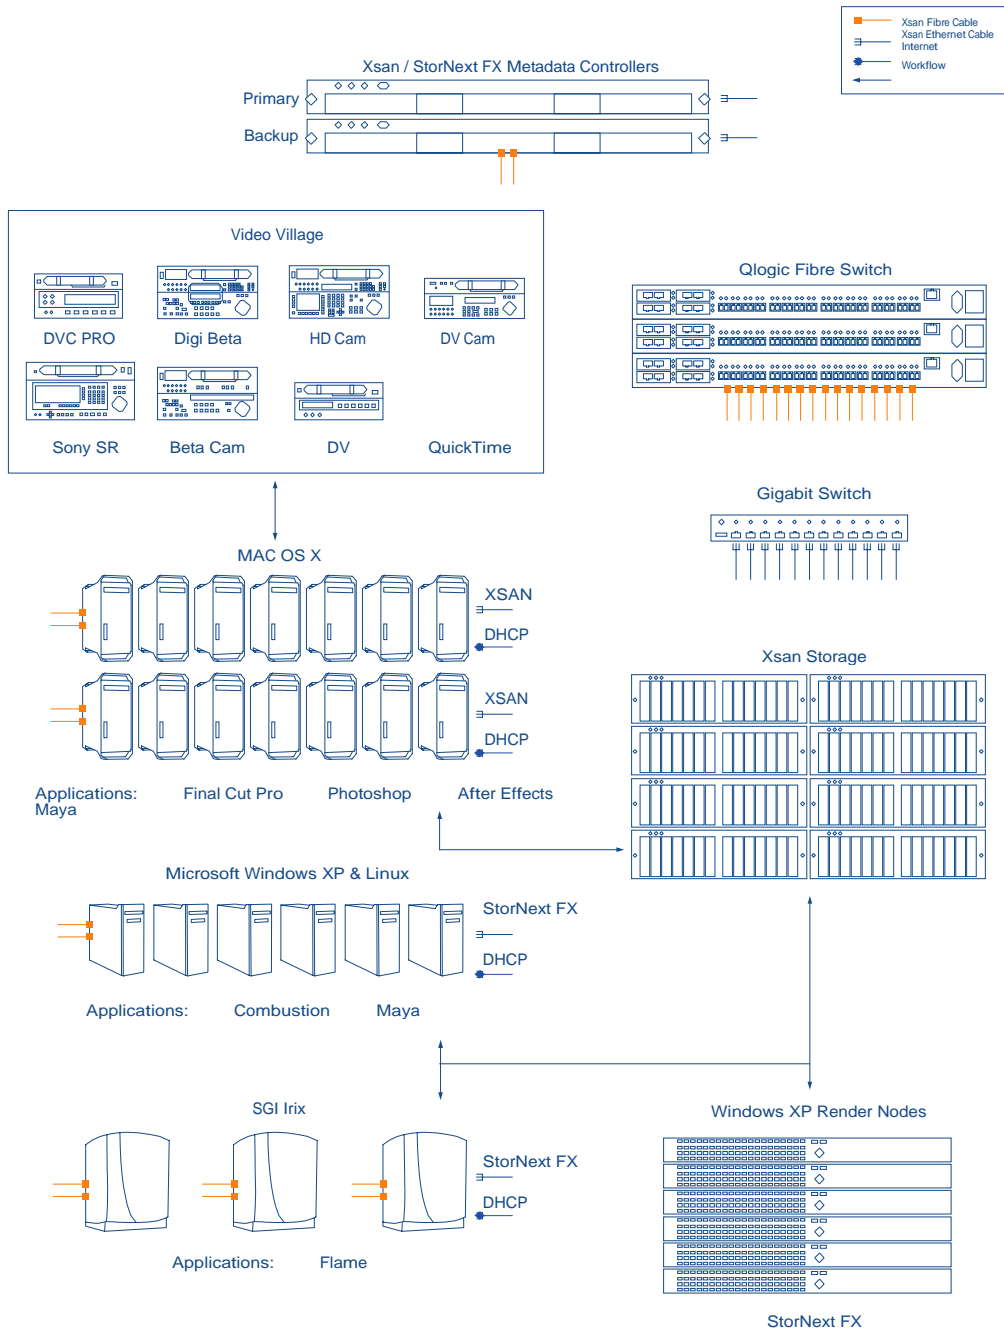 Xsan Fibre Cable
Xsan Ethernet Cable
Internet
Workflow
Xsan / StorNext FX Metadata Controllers
Primary
Backup
Video Village
DVC PRO
Digi Beta
HD Cam
DV Cam
Sony SR
Beta Cam
DV
QuickTime
Qlogic Fibre Switch
Gigabit Switch
MAC OS X
XSAN
DHCP
XSAN
DHCP
Applications: Final Cut Pro Photoshop After Effects
Maya
Xsan Storage
Microsoft Windows XP & Linux
StorNext FX
DHCP
Applications: Combustion Maya
SGI Irix
StorNext FX
DHCP
Applications: Flame
Windows XP Render Nodes
StorNext FX